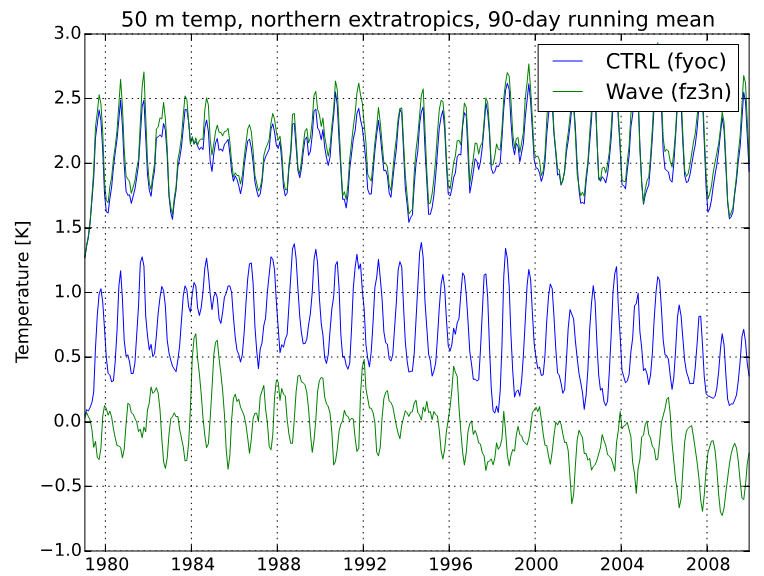 50 m temp, northern extratropics, 90-day running mean
CTRL (fyoc)
Wave (fz3n)
Temperature [K]
3.0
2.5
2.0
1.5
1.0
0.5
0.0
−0.5
−1.0
1980 1984 1988 1992 1996 2000 2004 2008